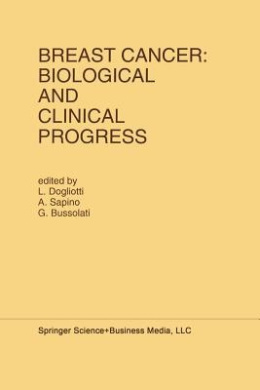 BREAST CANCER:
BIOLOGICAL
AND
CLINICAL
PROGRESS
edited by
L. Dogliotti
A. Sapino
G. Bussolati
Springer Science+Business Media, LLC